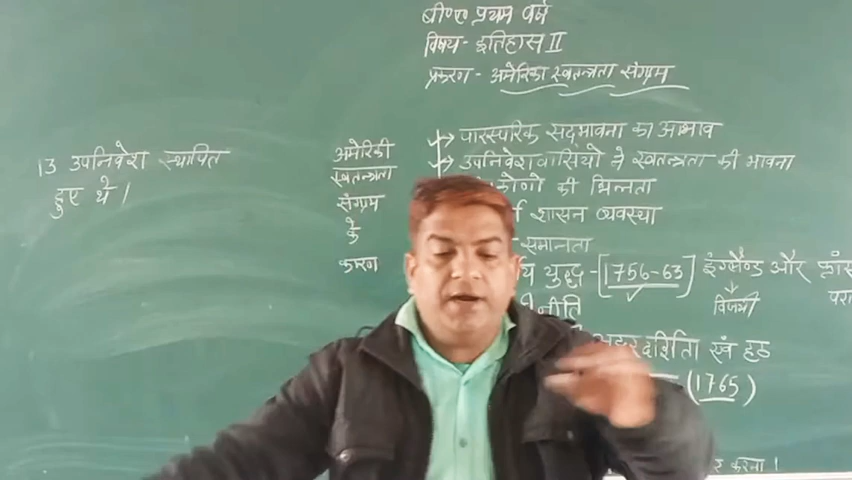 बी०ए० प्रथम वर्ष
विषय - इतिहास II
प्रकरण - अमेरिका स्वतन्त्रता संग्राम
13 उपनिवेश स्थापित
हुए थे।
अमेरिकी
स्वतन्त्रता
संग्राम
के
कारण
→ पारस्परिक सद्भावना का अभाव
→ उपनिवेशवासियों में स्वतन्त्रता की भावना
कोणों की भिन्नता
शासन व्यवस्था
- समानता
युद्ध - [1756-63] इंग्लैण्ड और
विजयी
नीति
अदूरदर्शिता एवं हठ
(1765)
करना।